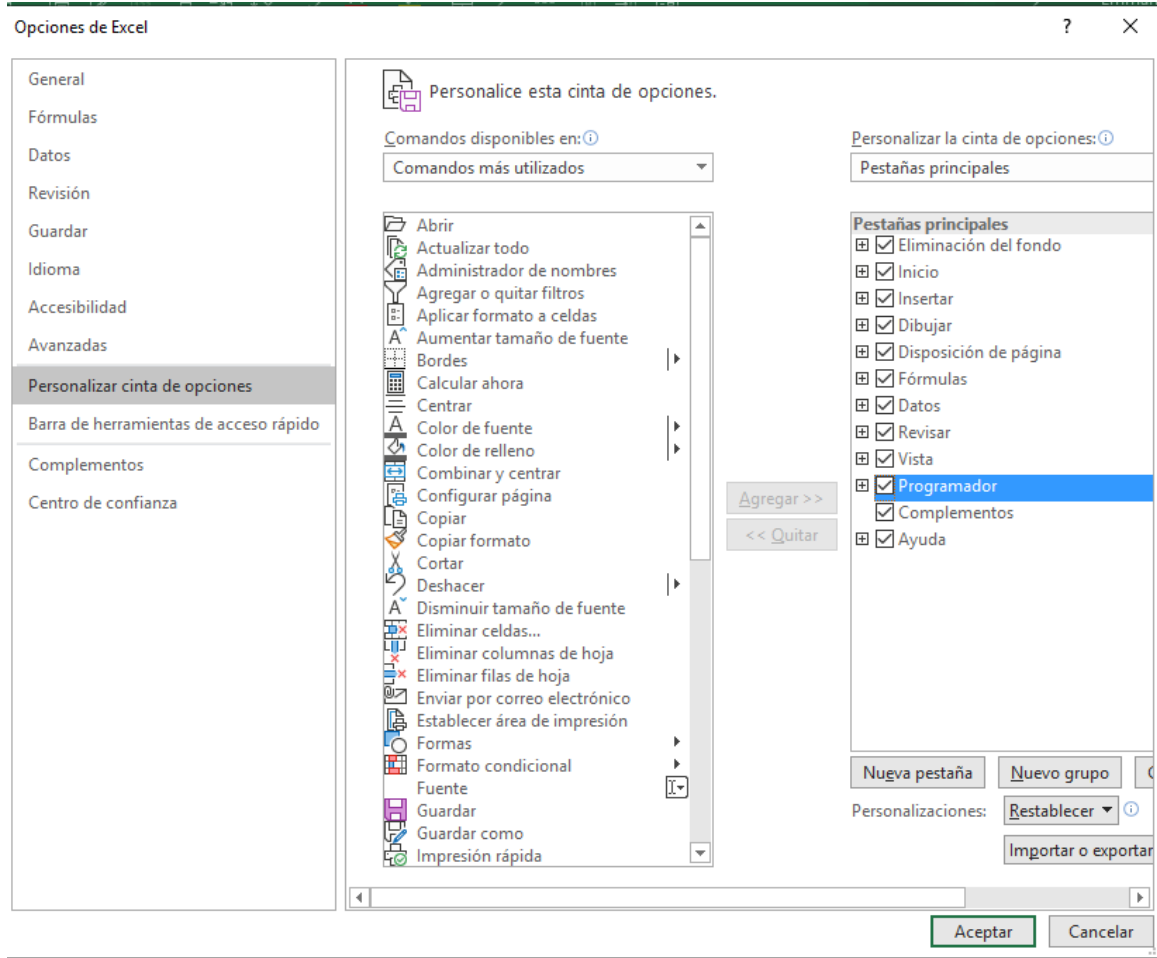 Opciones de Excel
?
General
Fórmulas
Datos
Revisión
Guardar
Idioma
Accesibilidad
Avanzadas
Personalizar cinta de opciones
Barra de herramientas de acceso rápido
Complementos
Centro de confianza
Personalice esta cinta de opciones.
Comandos disponibles en:
Comandos más utilizados
Abrir
Actualizar todo
Administrador de nombres
Agregar o quitar filtros
Aplicar formato a celdas
Aumentar tamaño de fuente
Bordes
Calcular ahora
Centrar
Color de fuente
Color de relleno
Combinar y centrar
Configurar página
Copiar
Copiar formato
Cortar
Deshacer
Disminuir tamaño de fuente
Eliminar celdas...
Eliminar columnas de hoja
Eliminar filas de hoja
Enviar por correo electrónico
Establecer área de impresión
Formas
Formato condicional
Fuente
Guardar
Guardar como
Impresión rápida
Agregar >>
<< Quitar
Personalizar la cinta de opciones:
Pestañas principales
Pestañas principales
Eliminación del fondo
Inicio
Insertar
Dibujar
Disposición de página
Fórmulas
Datos
Revisar
Vista
Programador
Complementos
Ayuda
Nueva pestaña
Nuevo grupo
Personalizaciones:
Restablecer
Importar o exportar
Aceptar
Cancelar